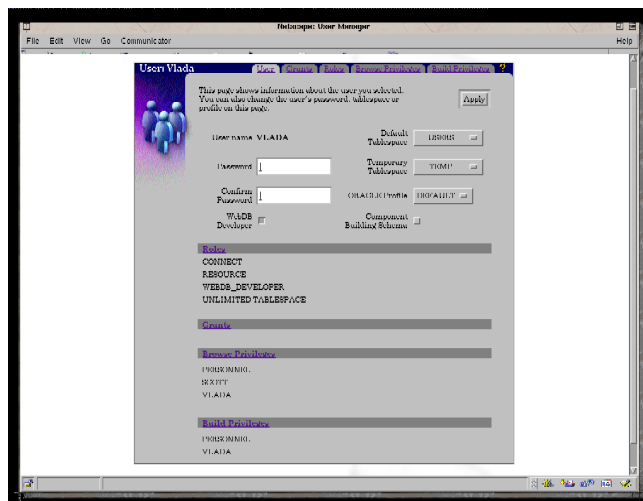 Netscape: User Manager
File Edit View Go Communicator Help
User: Vlada User Grants Roles Browse Privileges Build Privileges ?
This page shows information about the user you selected.
You can also change the user's password, tablespace or
profile on this page.
Apply
User name VLADA
Default
Tablespace
USERS
Password
Temporary
Tablespace
TEMP
Confirm
Password
ORACLE Profile DEFAULT
WebDB
Developer
Component
Building Schema
Roles
CONNECT
RESOURCE
WEBDB_DEVELOPER
UNLIMITED TABLESPACE
Grants
Browse Privileges
PERSONNEL
SCOTT
VLADA
Build Privileges
PERSONNEL
VLADA